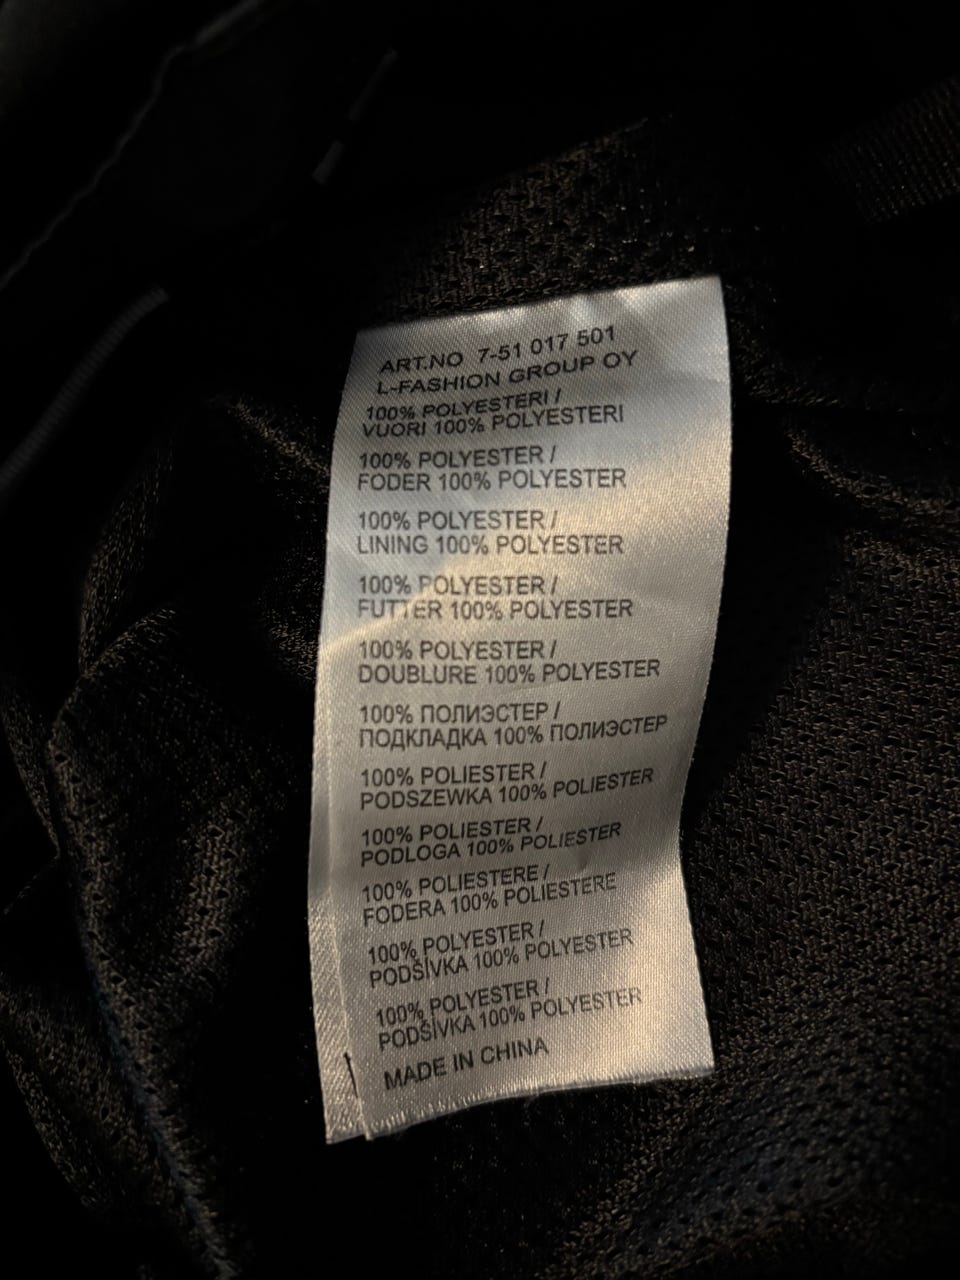 ART.NO 7-51 017 501
L-FASHION GROUP OY
100% POLYESTERI /
VUORI 100% POLYESTERI
100% POLYESTER /
FODER 100% POLYESTER
100% POLYESTER /
LINING 100% POLYESTER
100% POLYESTER /
FUTTER 100% POLYESTER
100% POLYESTER /
DOUBLURE 100% POLYESTER
100% ПОЛИЭСТЕР /
ПОДКЛАДКА 100% ПОЛИЭСТЕР
100% POLIESTER /
PODSZEWKA 100% POLIESTER
100% POLIESTER /
PODLOGA 100% POLIESTER
100% POLIESTERE /
FODERA 100% POLIESTERE
100% POLYESTER /
PODŠÍVKA 100% POLYESTER
100% POLYESTER /
PODŠÍVKA 100% POLYESTER
MADE IN CHINA